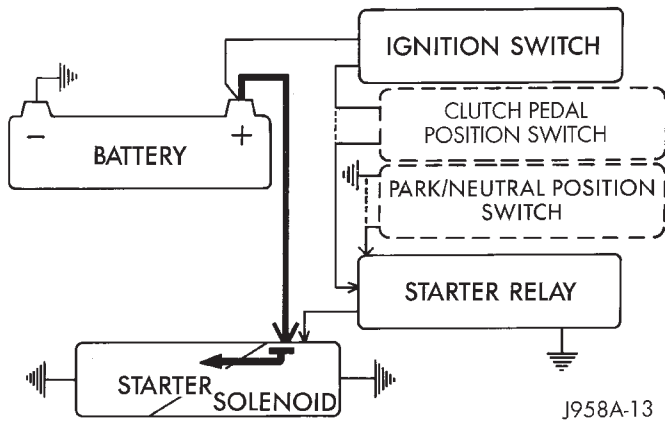 IGNITION SWITCH
CLUTCH PEDAL
POSITION SWITCH
- +
BATTERY
PARK/NEUTRAL POSITION
SWITCH
STARTER RELAY
STARTER
SOLENOID
J958A-13